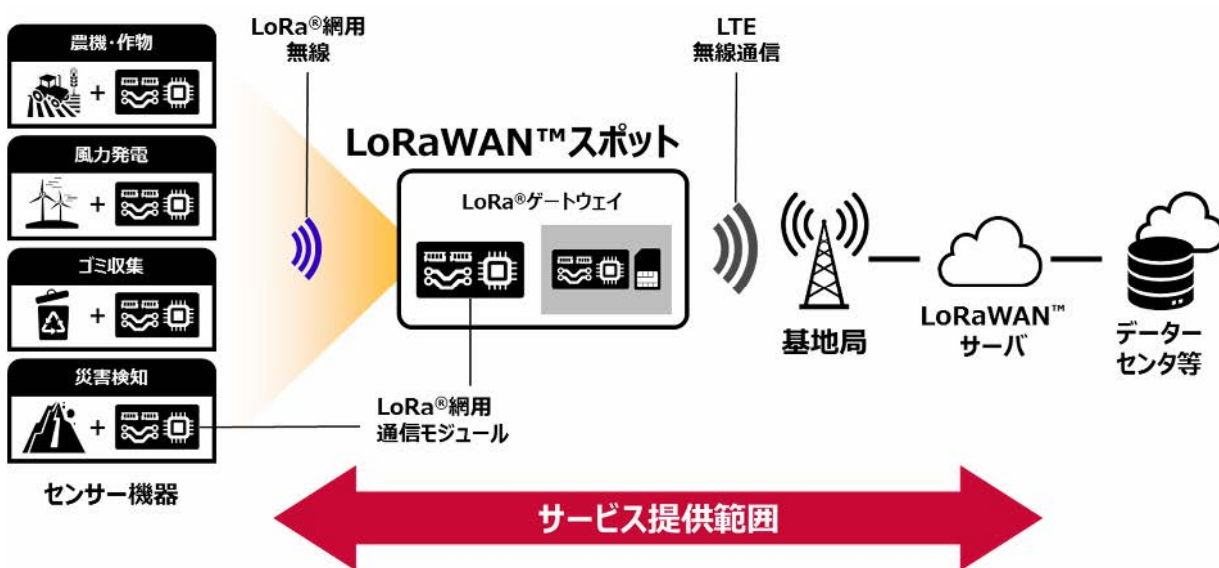 農機・作物
+
風力発電
+
ゴミ収集
+
災害検知
+
センサー機器
LoRa®網用
無線
LoRaWAN™スポット
LoRa®ゲートウェイ
LoRa®網用
通信モジュール
LTE
無線通信
基地局
LoRaWAN™
サーバ
データー
センタ等
サービス提供範囲